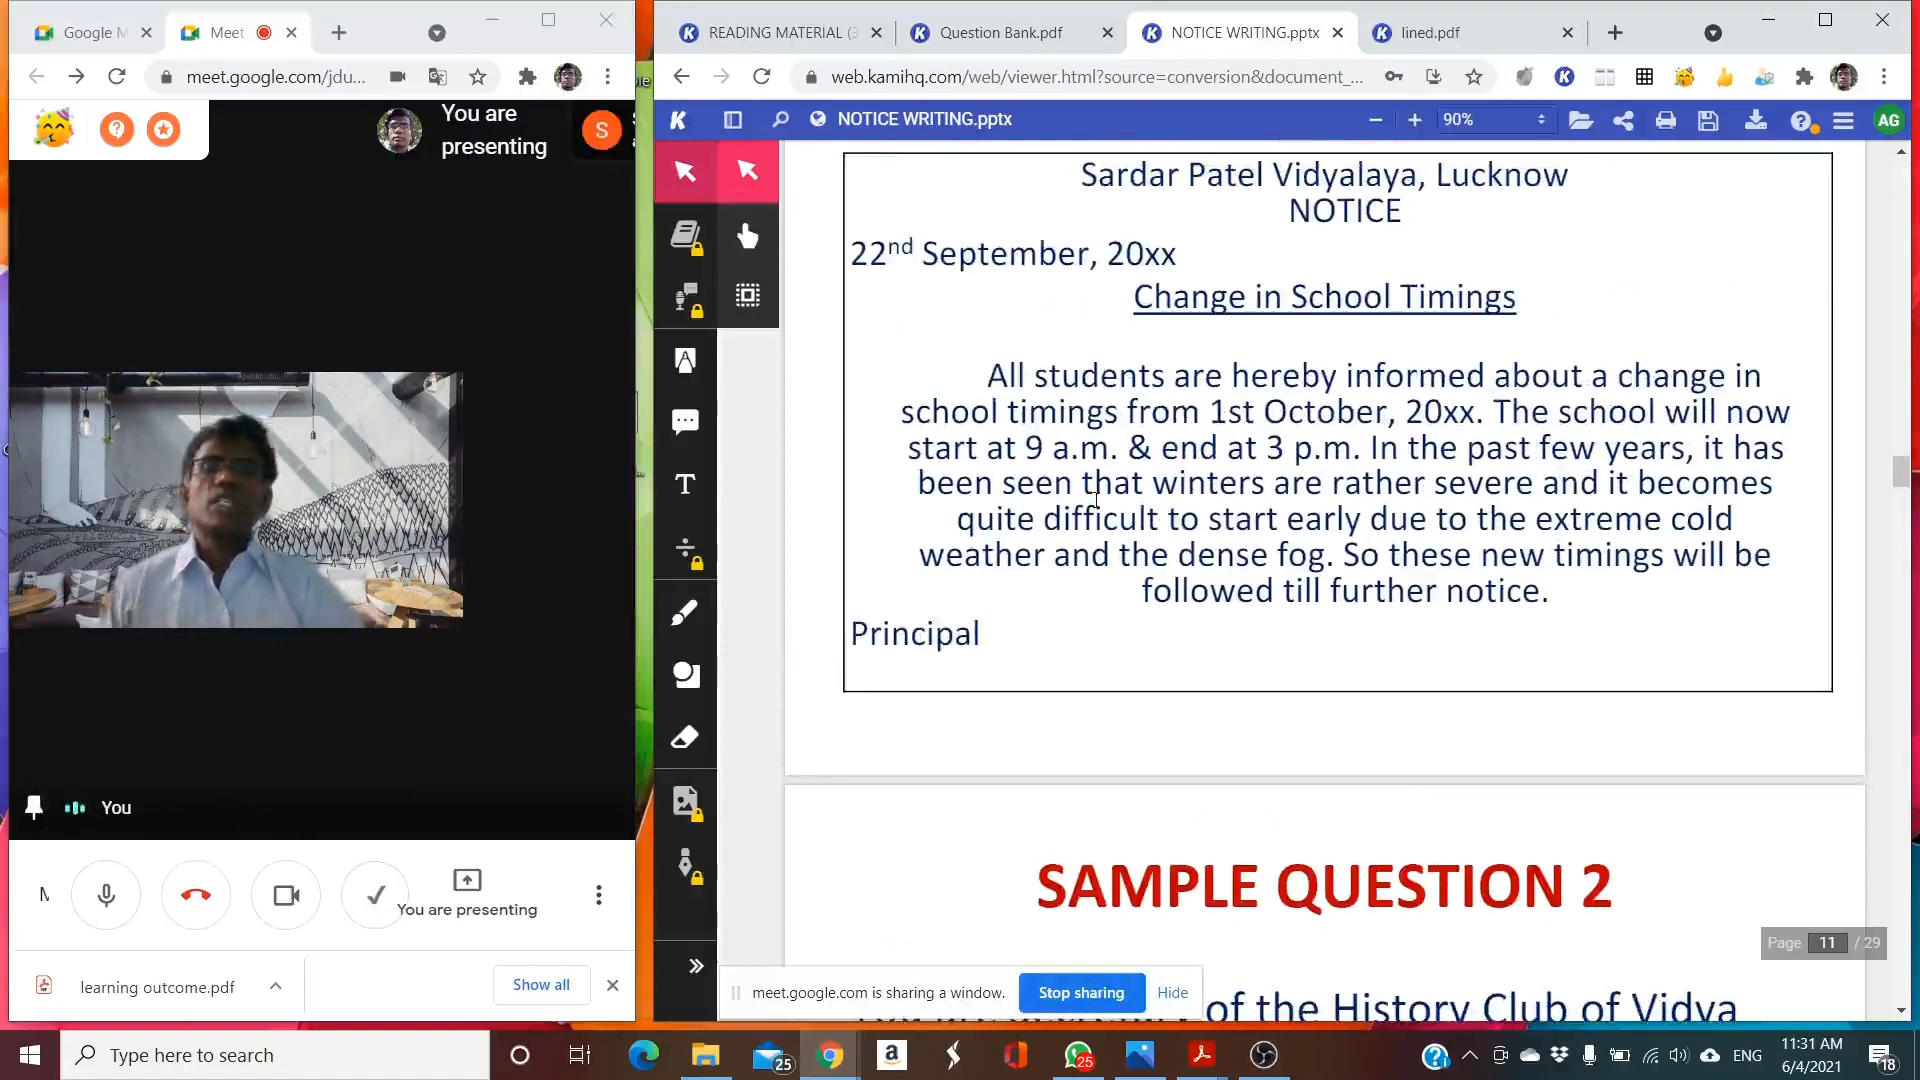 Google M
Meet
READING MATERIAL (3
Question Bank.pdf
NOTICE WRITING.pptx
lined.pdf
meet.google.com/jdu...
web.kamihq.com/web/viewer.html?source=conversion&document_...
You are
presenting
S
NOTICE WRITING.pptx
90%
AG
Sardar Patel Vidyalaya, Lucknow
NOTICE
22nd September, 20xx
Change in School Timings
All students are hereby informed about a change in
school timings from 1st October, 20xx. The school will now
start at 9 a.m. & end at 3 p.m. In the past few years, it has
been seen that winters are rather severe and it becomes
quite difficult to start early due to the extreme cold
weather and the dense fog. So these new timings will be
followed till further notice.
Principal
You
SAMPLE QUESTION 2
You are presenting
Page 11 / 29
learning outcome.pdf
Show all
meet.google.com is sharing a window.
Stop sharing
Hide
of the History Club of Vidya
Type here to search
25
25
ENG
11:31 AM
6/4/2021
18